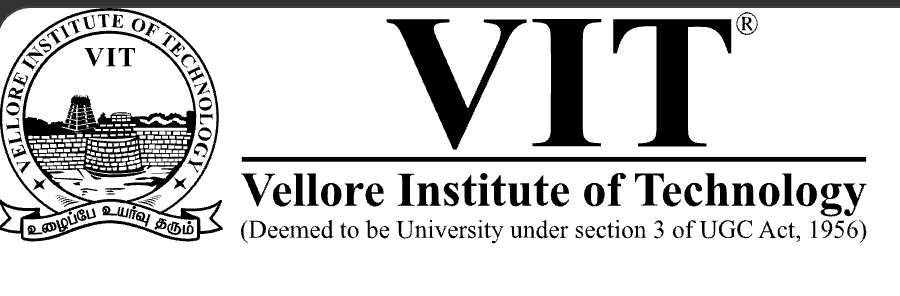 VELLORE INSTITUTE OF TECHNOLOGY
VIT
உழைப்பே உயர்வு தரும்
VIT®
Vellore Institute of Technology
(Deemed to be University under section 3 of UGC Act, 1956)